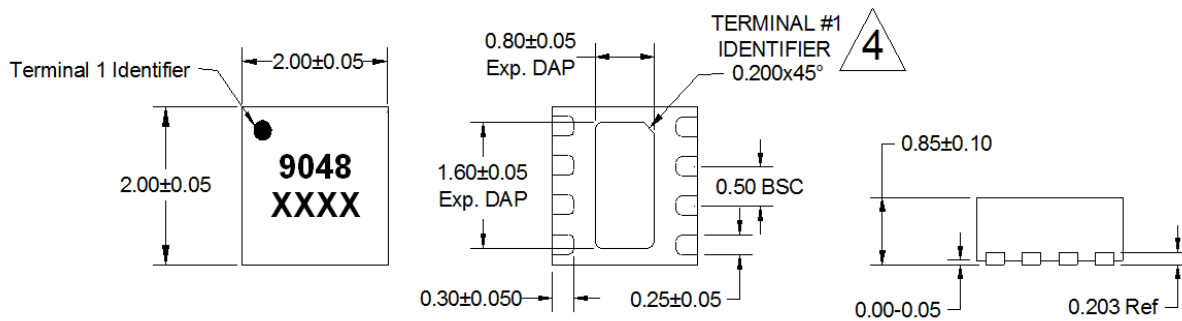 Terminal 1 Identifier
2.00±0.05
2.00±0.05
9048
XXXX
0.80±0.05
Exp. DAP
TERMINAL #1
IDENTIFIER
0.200x45°
4
1.60±0.05
Exp. DAP
0.50 BSC
0.30±0.050
0.25±0.05
0.85±0.10
0.00-0.05
0.203 Ref